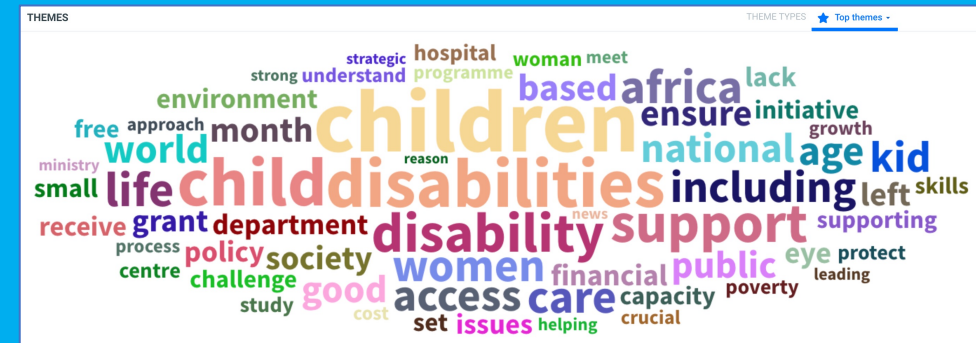 THEMES THEME TYPES ★ Top themes
strategic hospital woman meet
strong understand programme based africa lack
environment children ensure initiative
free approach month growth
world reason national age kid
ministry
small life child disabilities including left skills
receive grant department disability news support supporting
process policy society women financial public eye protect
centre challenge leading
study good access care capacity poverty
cost set issues helping crucial